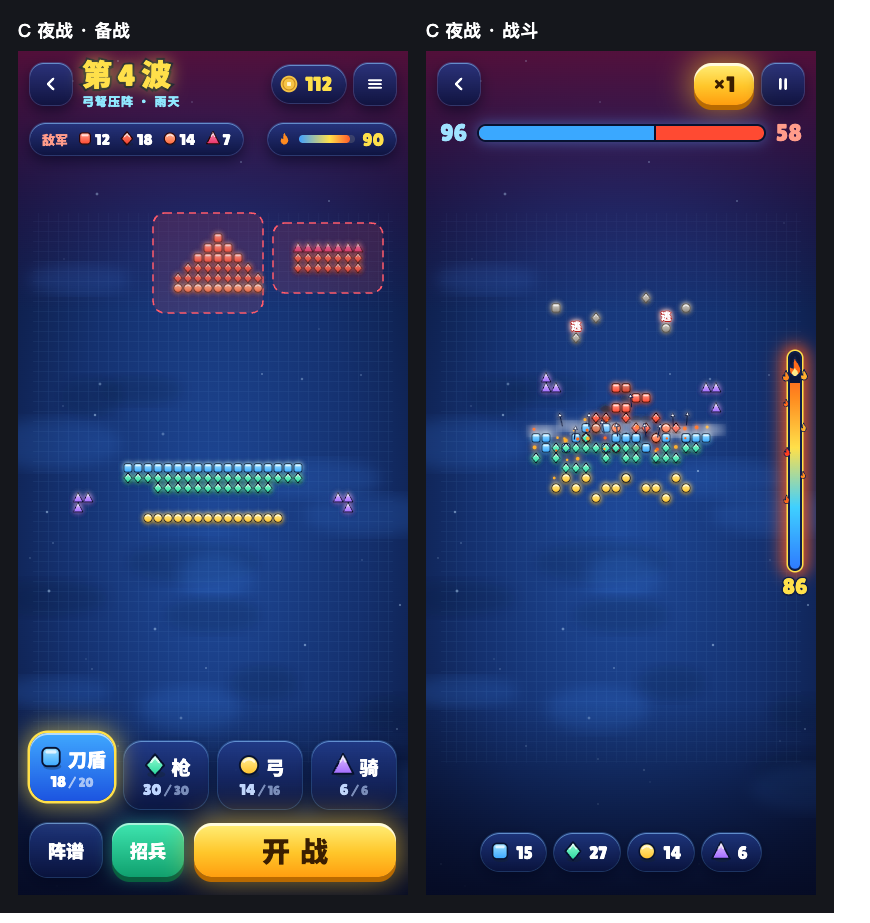 C 夜战 · 备战
第4波
弓弩压阵 · 雨天
112
敌军 12 18 14 7
90
刀盾
18/20
枪
30/30
弓
14/16
骑
6/6
阵谱
招兵
开战
C 夜战 · 战斗
×1
96
58
逃
逃
86
15
27
14
6